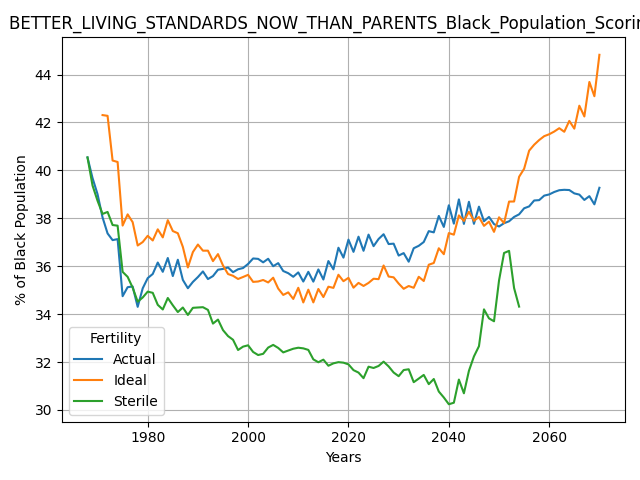 BETTER_LIVING_STANDARDS_NOW_THAN_PARENTS_Black_Population_Scorin
% of Black Population
44
42
40
38
36
34
32
30
Fertility
Actual
Ideal
Sterile
1980
2000
2020
2040
2060
Years